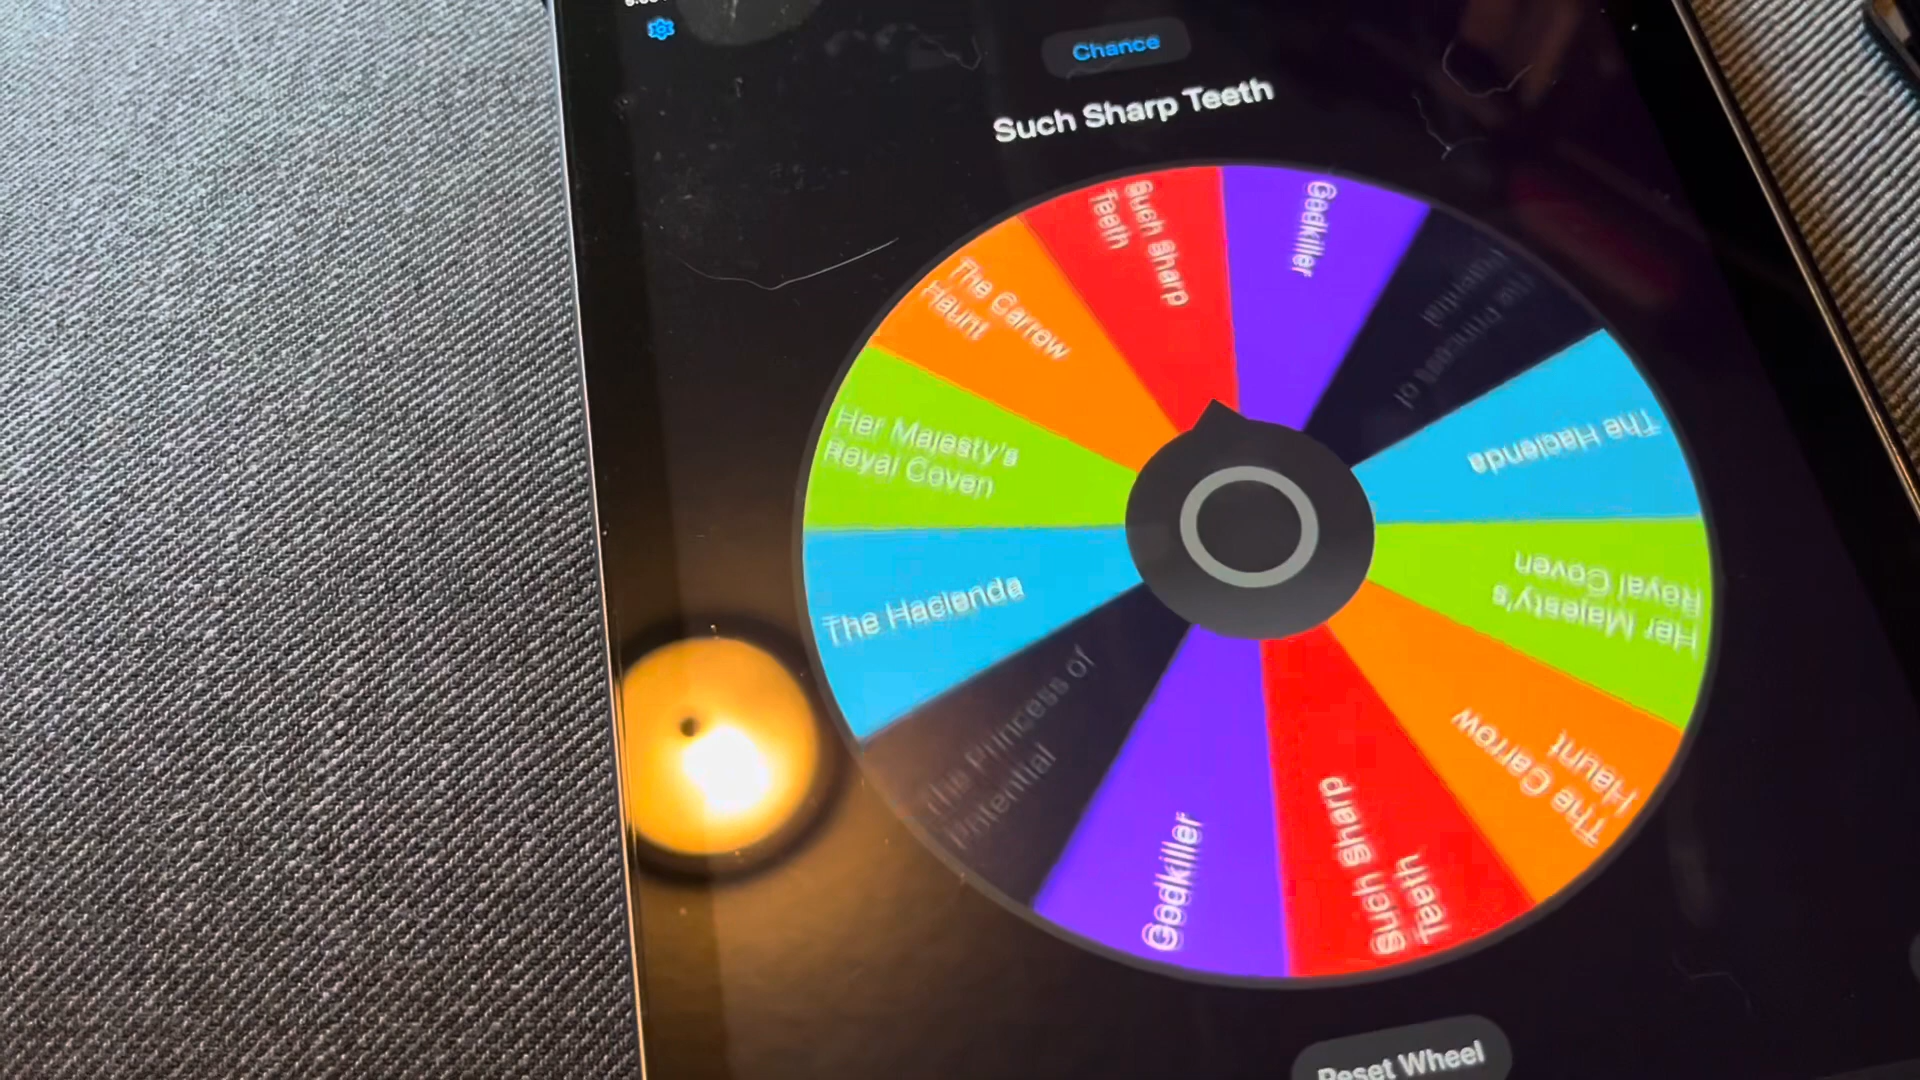 Chance
Such Sharp Teeth
Such Sharp
Teeth
Godkiller
The Princess of
Potential
The Hacienda
Her Majesty's
Royal Coven
The Carrow
Haunt
Such Sharp
Teeth
Godkiller
The Princess of
Potential
The Hacienda
Her Majesty's
Royal Coven
The Carrow
Haunt
Reset Wheel